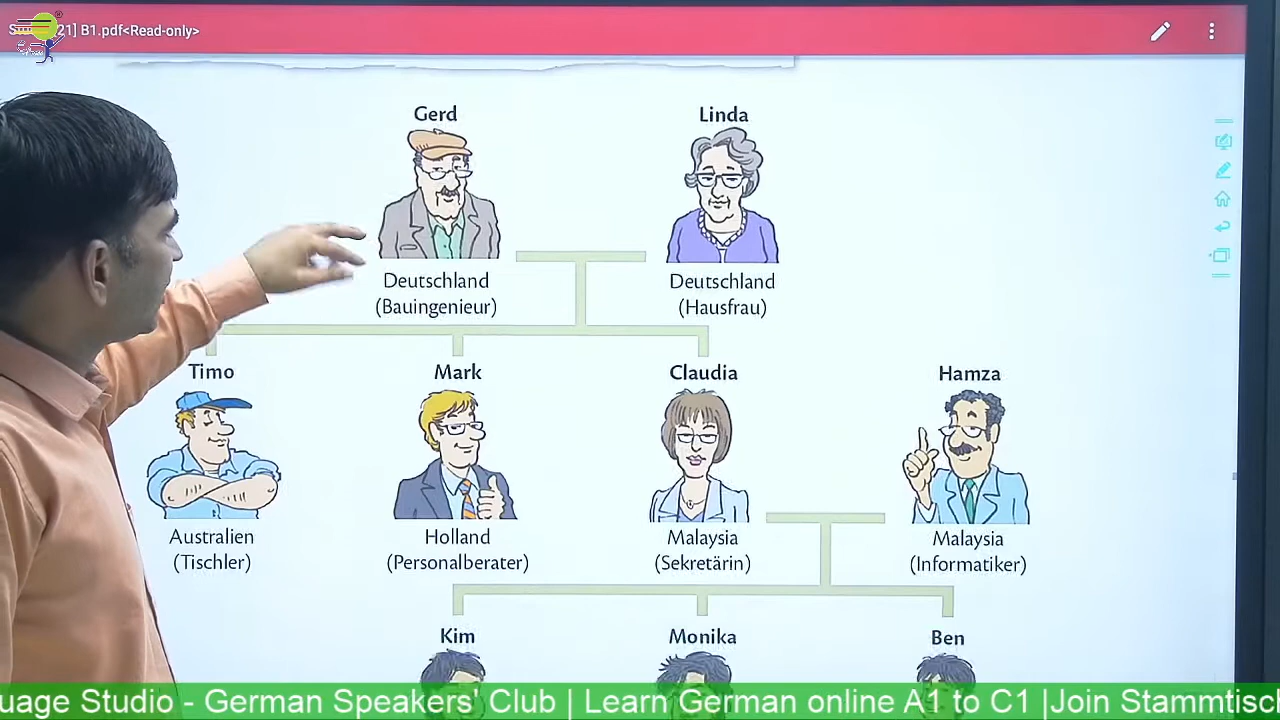 21] B1.pdf<Read-only>
Gerd
Linda
Deutschland
(Bauingenieur)
Deutschland
(Hausfrau)
Timo
Mark
Claudia
Hamza
Australien
(Tischler)
Holland
(Personalberater)
Malaysia
(Sekretärin)
Malaysia
(Informatiker)
Kim
Monika
Ben
uage Studio - German Speakers' Club | Learn German online A1 to C1 |Join Stammtisc